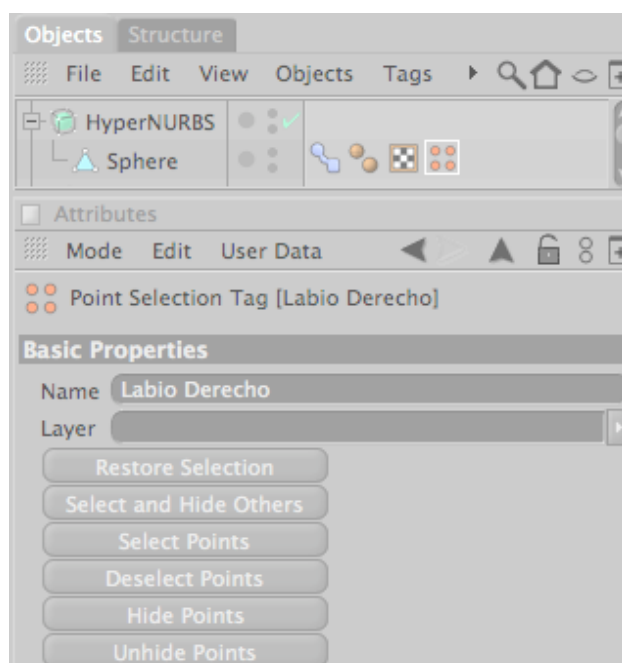 Objects Structure
File Edit View Objects Tags
HyperNURBS
Sphere
Attributes
Mode Edit User Data
Point Selection Tag [Labio Derecho]
Basic Properties
Name Labio Derecho
Layer
Restore Selection
Select and Hide Others
Select Points
Deselect Points
Hide Points
Unhide Points